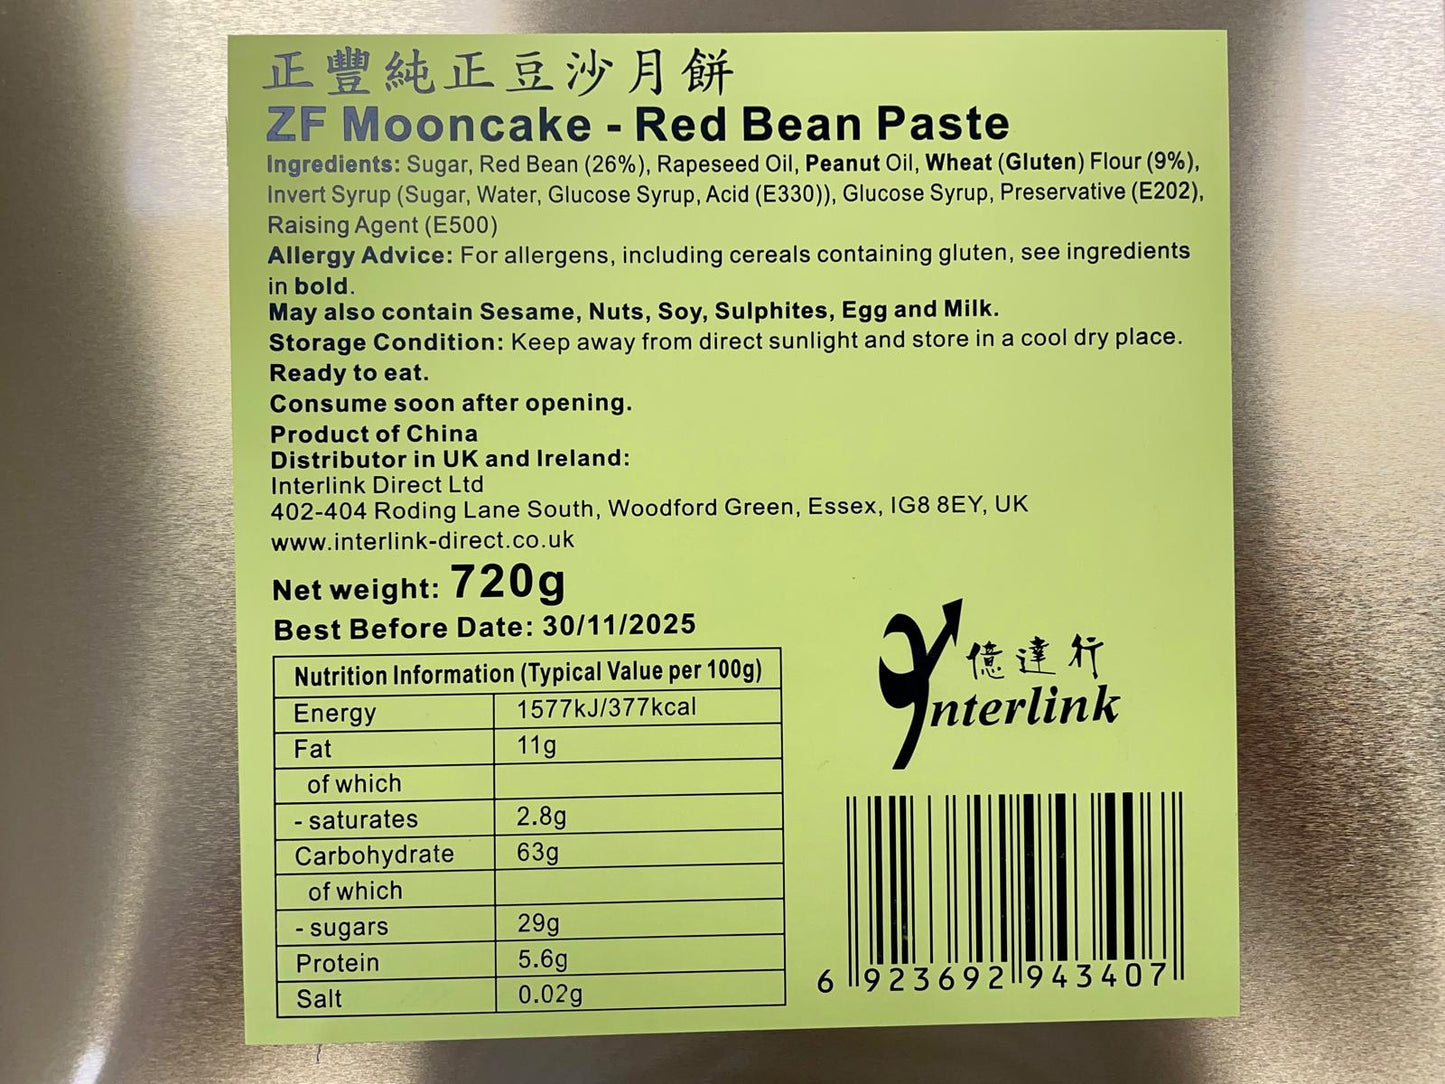 正豐純正豆沙月餅
ZF Mooncake - Red Bean Paste
Ingredients: Sugar, Red Bean (26%), Rapeseed Oil, Peanut Oil, Wheat (Gluten) Flour (9%),
Invert Syrup (Sugar, Water, Glucose Syrup, Acid (E330)), Glucose Syrup, Preservative (E202),
Raising Agent (E500)
Allergy Advice: For allergens, including cereals containing gluten, see ingredients
in bold.
May also contain Sesame, Nuts, Soy, Sulphites, Egg and Milk.
Storage Condition: Keep away from direct sunlight and store in a cool dry place.
Ready to eat.
Consume soon after opening.
Product of China
Distributor in UK and Ireland:
Interlink Direct Ltd
402-404 Roding Lane South, Woodford Green, Essex, IG8 8EY, UK
www.interlink-direct.co.uk
Net weight: 720g
Best Before Date: 30/11/2025
Nutrition Information (Typical Value per 100g)
Energy 1577kJ/377kcal
Fat 11g
of which
- saturates 2.8g
Carbohydrate 63g
of which
- sugars 29g
Protein 5.6g
Salt 0.02g
億達行
Interlink
6 923692 943407